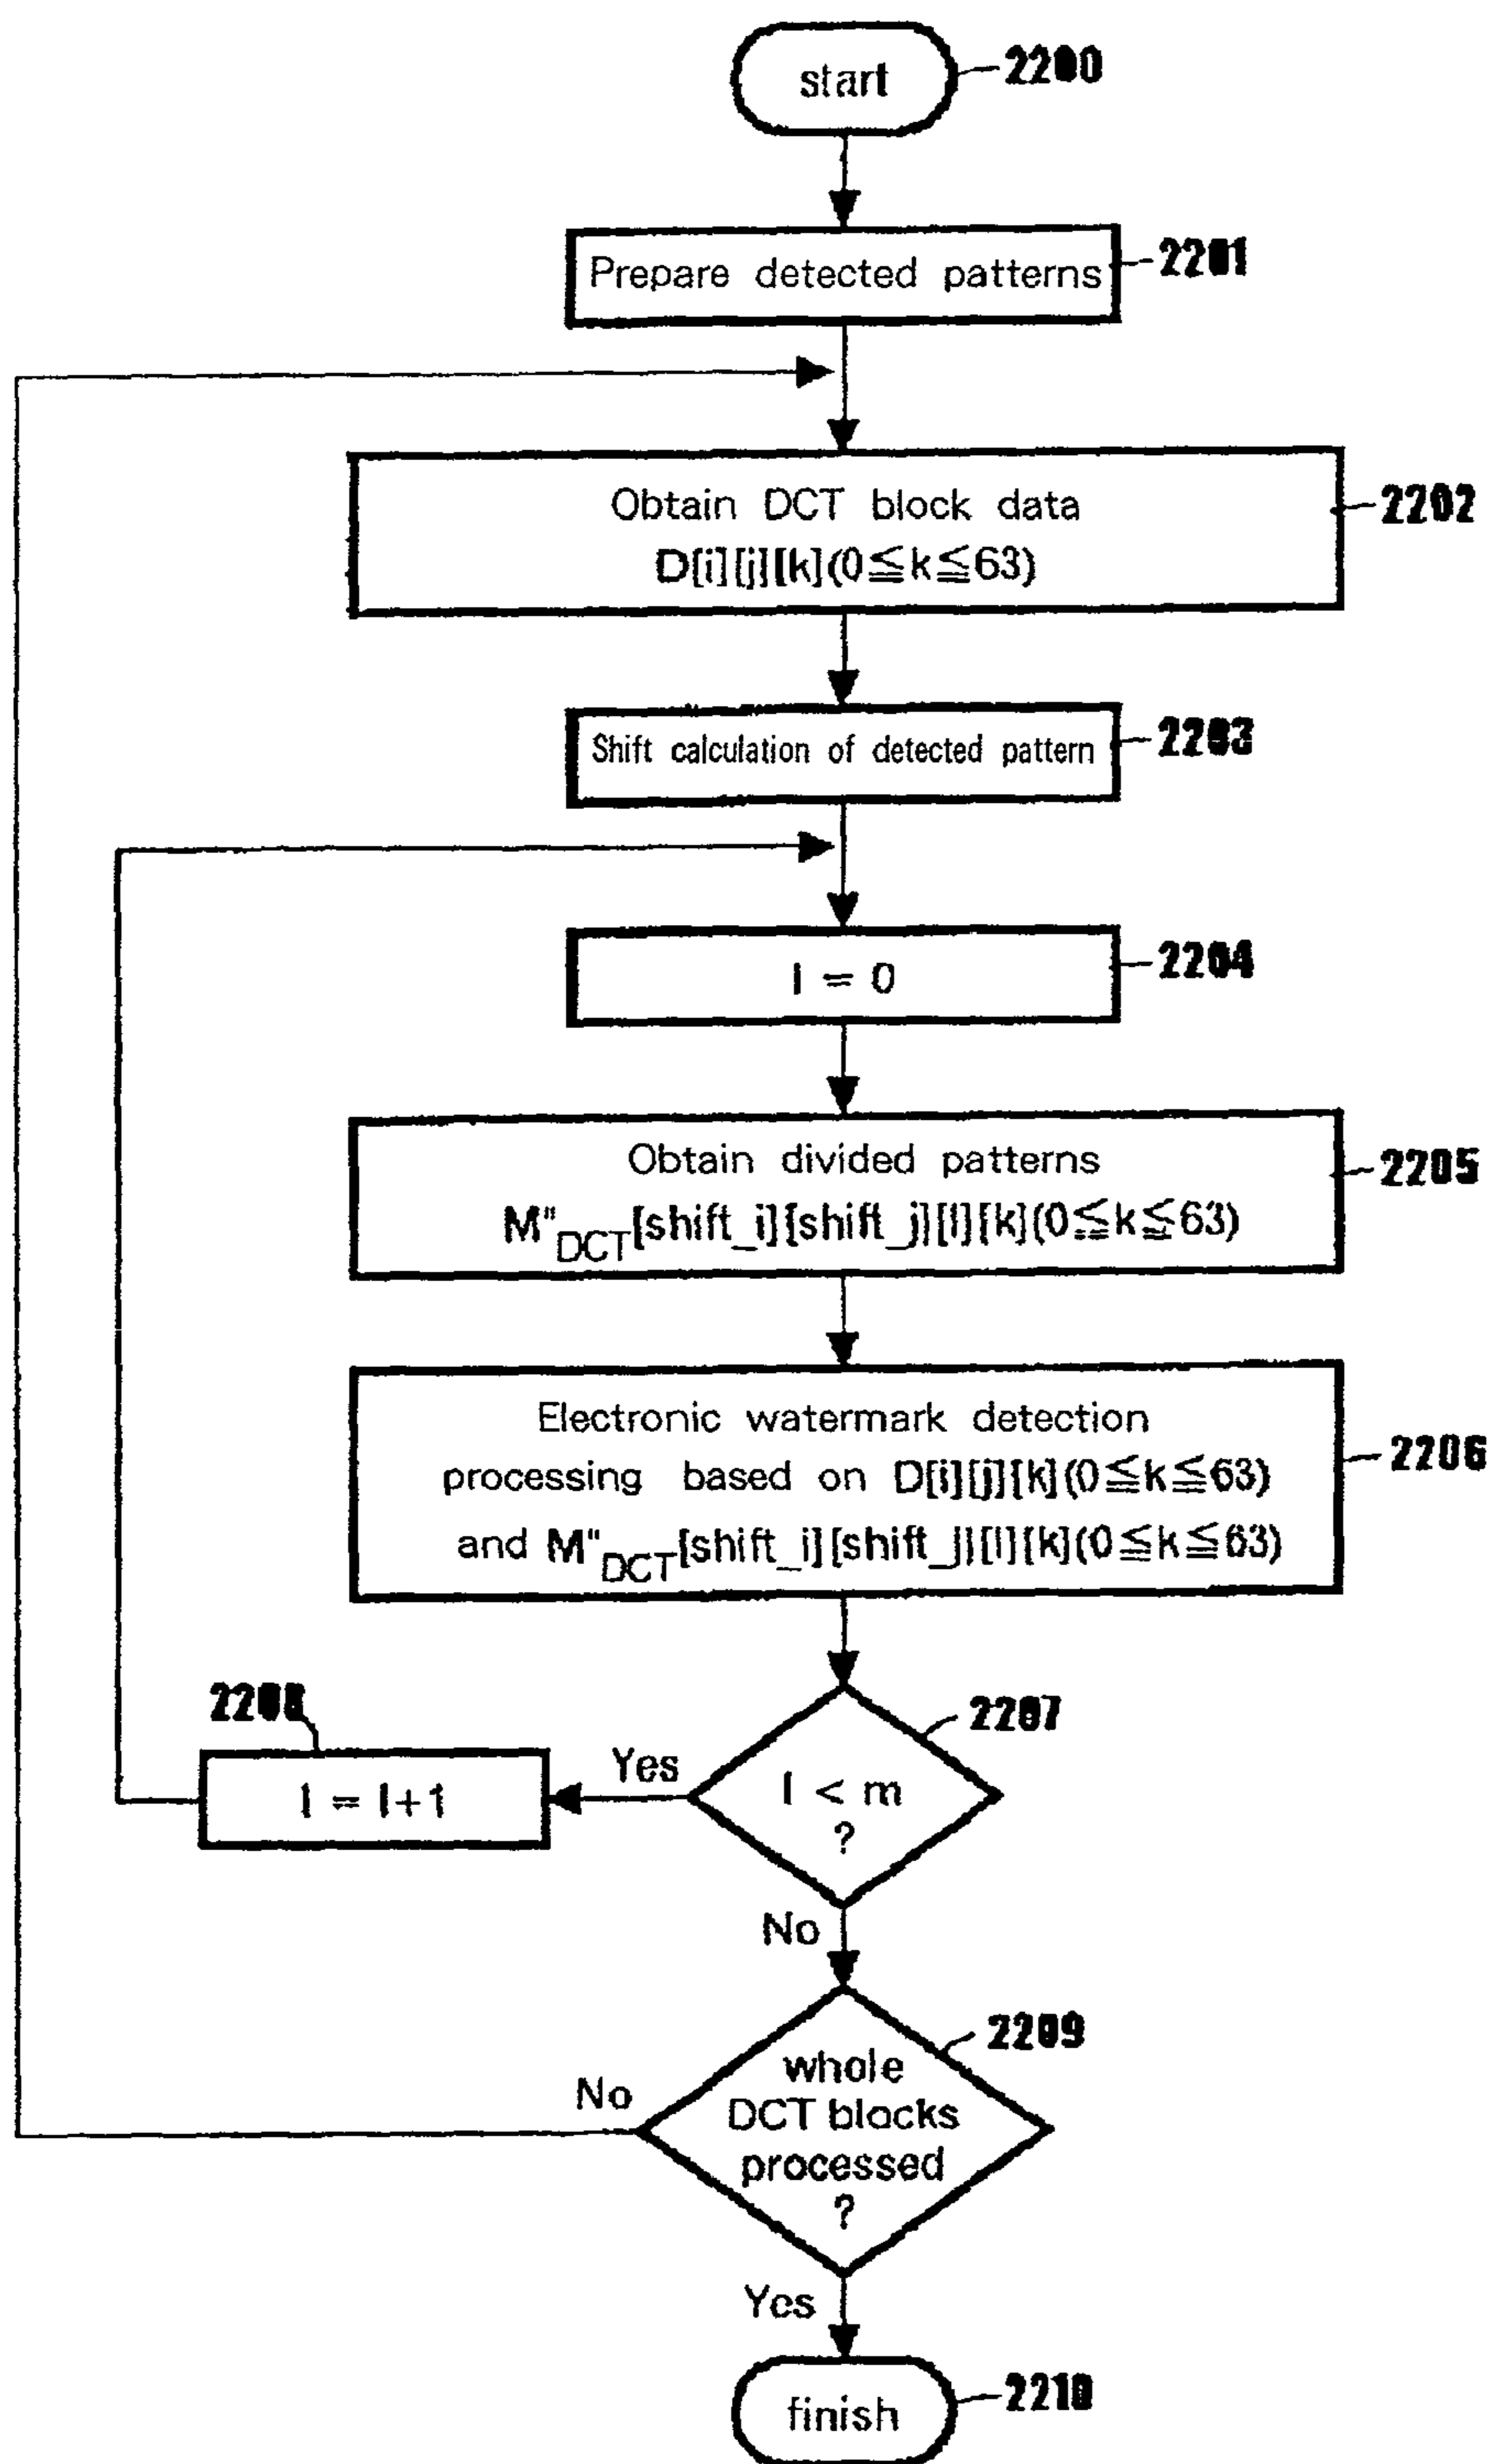 start
2200
Prepare detected patterns
2201
Obtain DCT block data
D[i][j][k](0≦k≦63)
2202
Shift calculation of detected pattern
2203
l = 0
2204
Obtain divided patterns
M"DCT[shift_i][shift_j][l][k](0≦k≦63)
2205
Electronic watermark detection
processing based on D[i][j][k](0≦k≦63)
and M"DCT[shift_i][shift_j][l][k](0≦k≦63)
2206
2207
l < m
?
Yes
2208
l = l+1
No
2209
whole
DCT blocks
processed
?
No
Yes
finish
2210